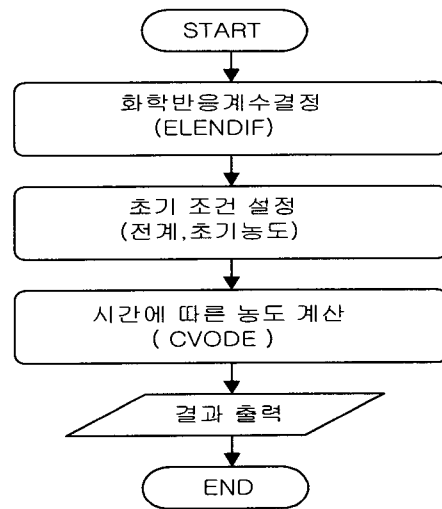 START
화학반응계수결정
(ELENDIF)
초기 조건 설정
(전계,초기농도)
시간에 따른 농도 계산
( CVODE )
결과 출력
END